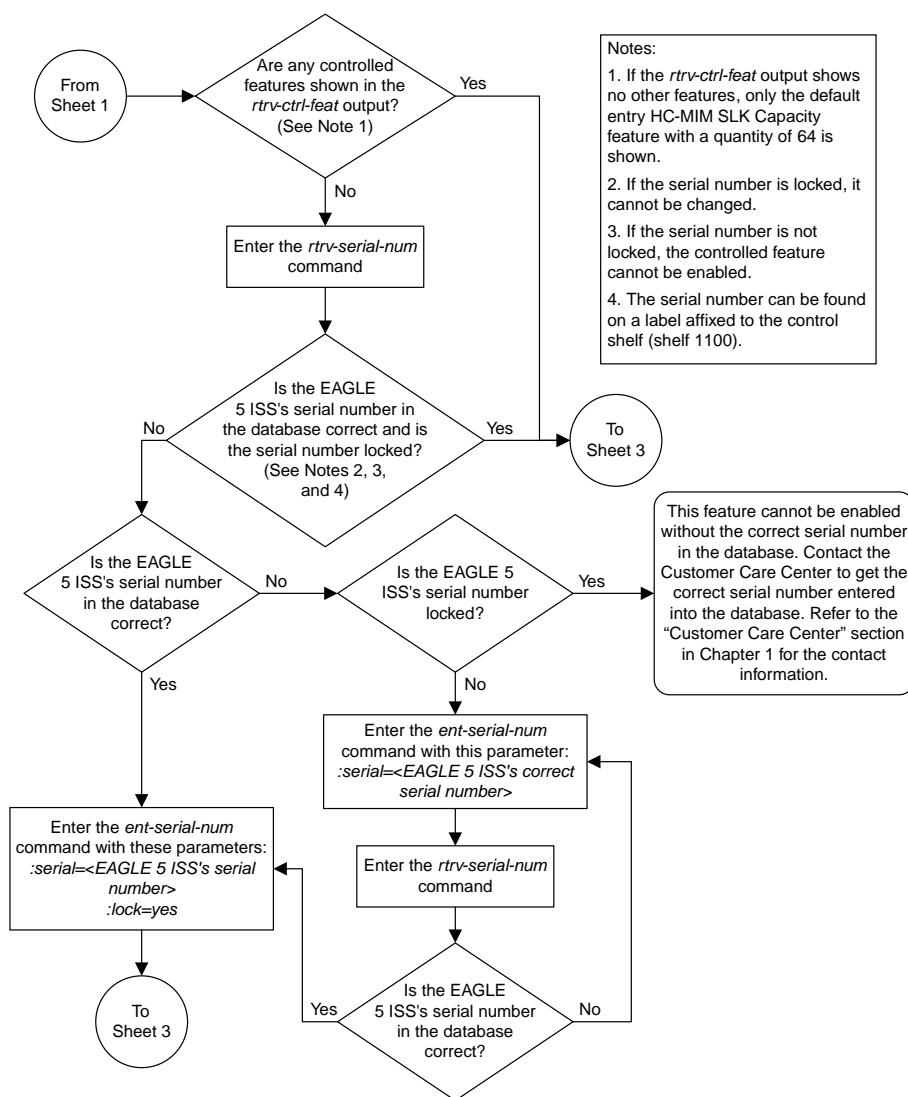 From
Sheet 1
Are any controlled
features shown in the
rtrv-ctrl-feat output?
(See Note 1)
Yes
No
Notes:
1. If the rtrv-ctrl-feat output shows
no other features, only the default
entry HC-MIM SLK Capacity
feature with a quantity of 64 is
shown.
2. If the serial number is locked, it
cannot be changed.
3. If the serial number is not
locked, the controlled feature
cannot be enabled.
4. The serial number can be found
on a label affixed to the control
shelf (shelf 1100).
Enter the rtrv-serial-num
command
Is the EAGLE
5 ISS's serial number in
the database correct and is
the serial number locked?
(See Notes 2, 3,
and 4)
No
Yes
To
Sheet 3
Is the EAGLE
5 ISS's serial number
in the database
correct?
No
Yes
Is the EAGLE 5
ISS's serial number
locked?
Yes
No
This feature cannot be enabled
without the correct serial number
in the database. Contact the
Customer Care Center to get the
correct serial number entered
into the database. Refer to the
“Customer Care Center” section
in Chapter 1 for the contact
information.
Enter the ent-serial-num
command with this parameter:
:serial=<EAGLE 5 ISS's correct
serial number>
Enter the rtrv-serial-num
command
Enter the ent-serial-num
command with these parameters:
:serial=<EAGLE 5 ISS's serial
number>
:lock=yes
To
Sheet 3
Is the EAGLE
5 ISS's serial number
in the database
correct?
Yes
No